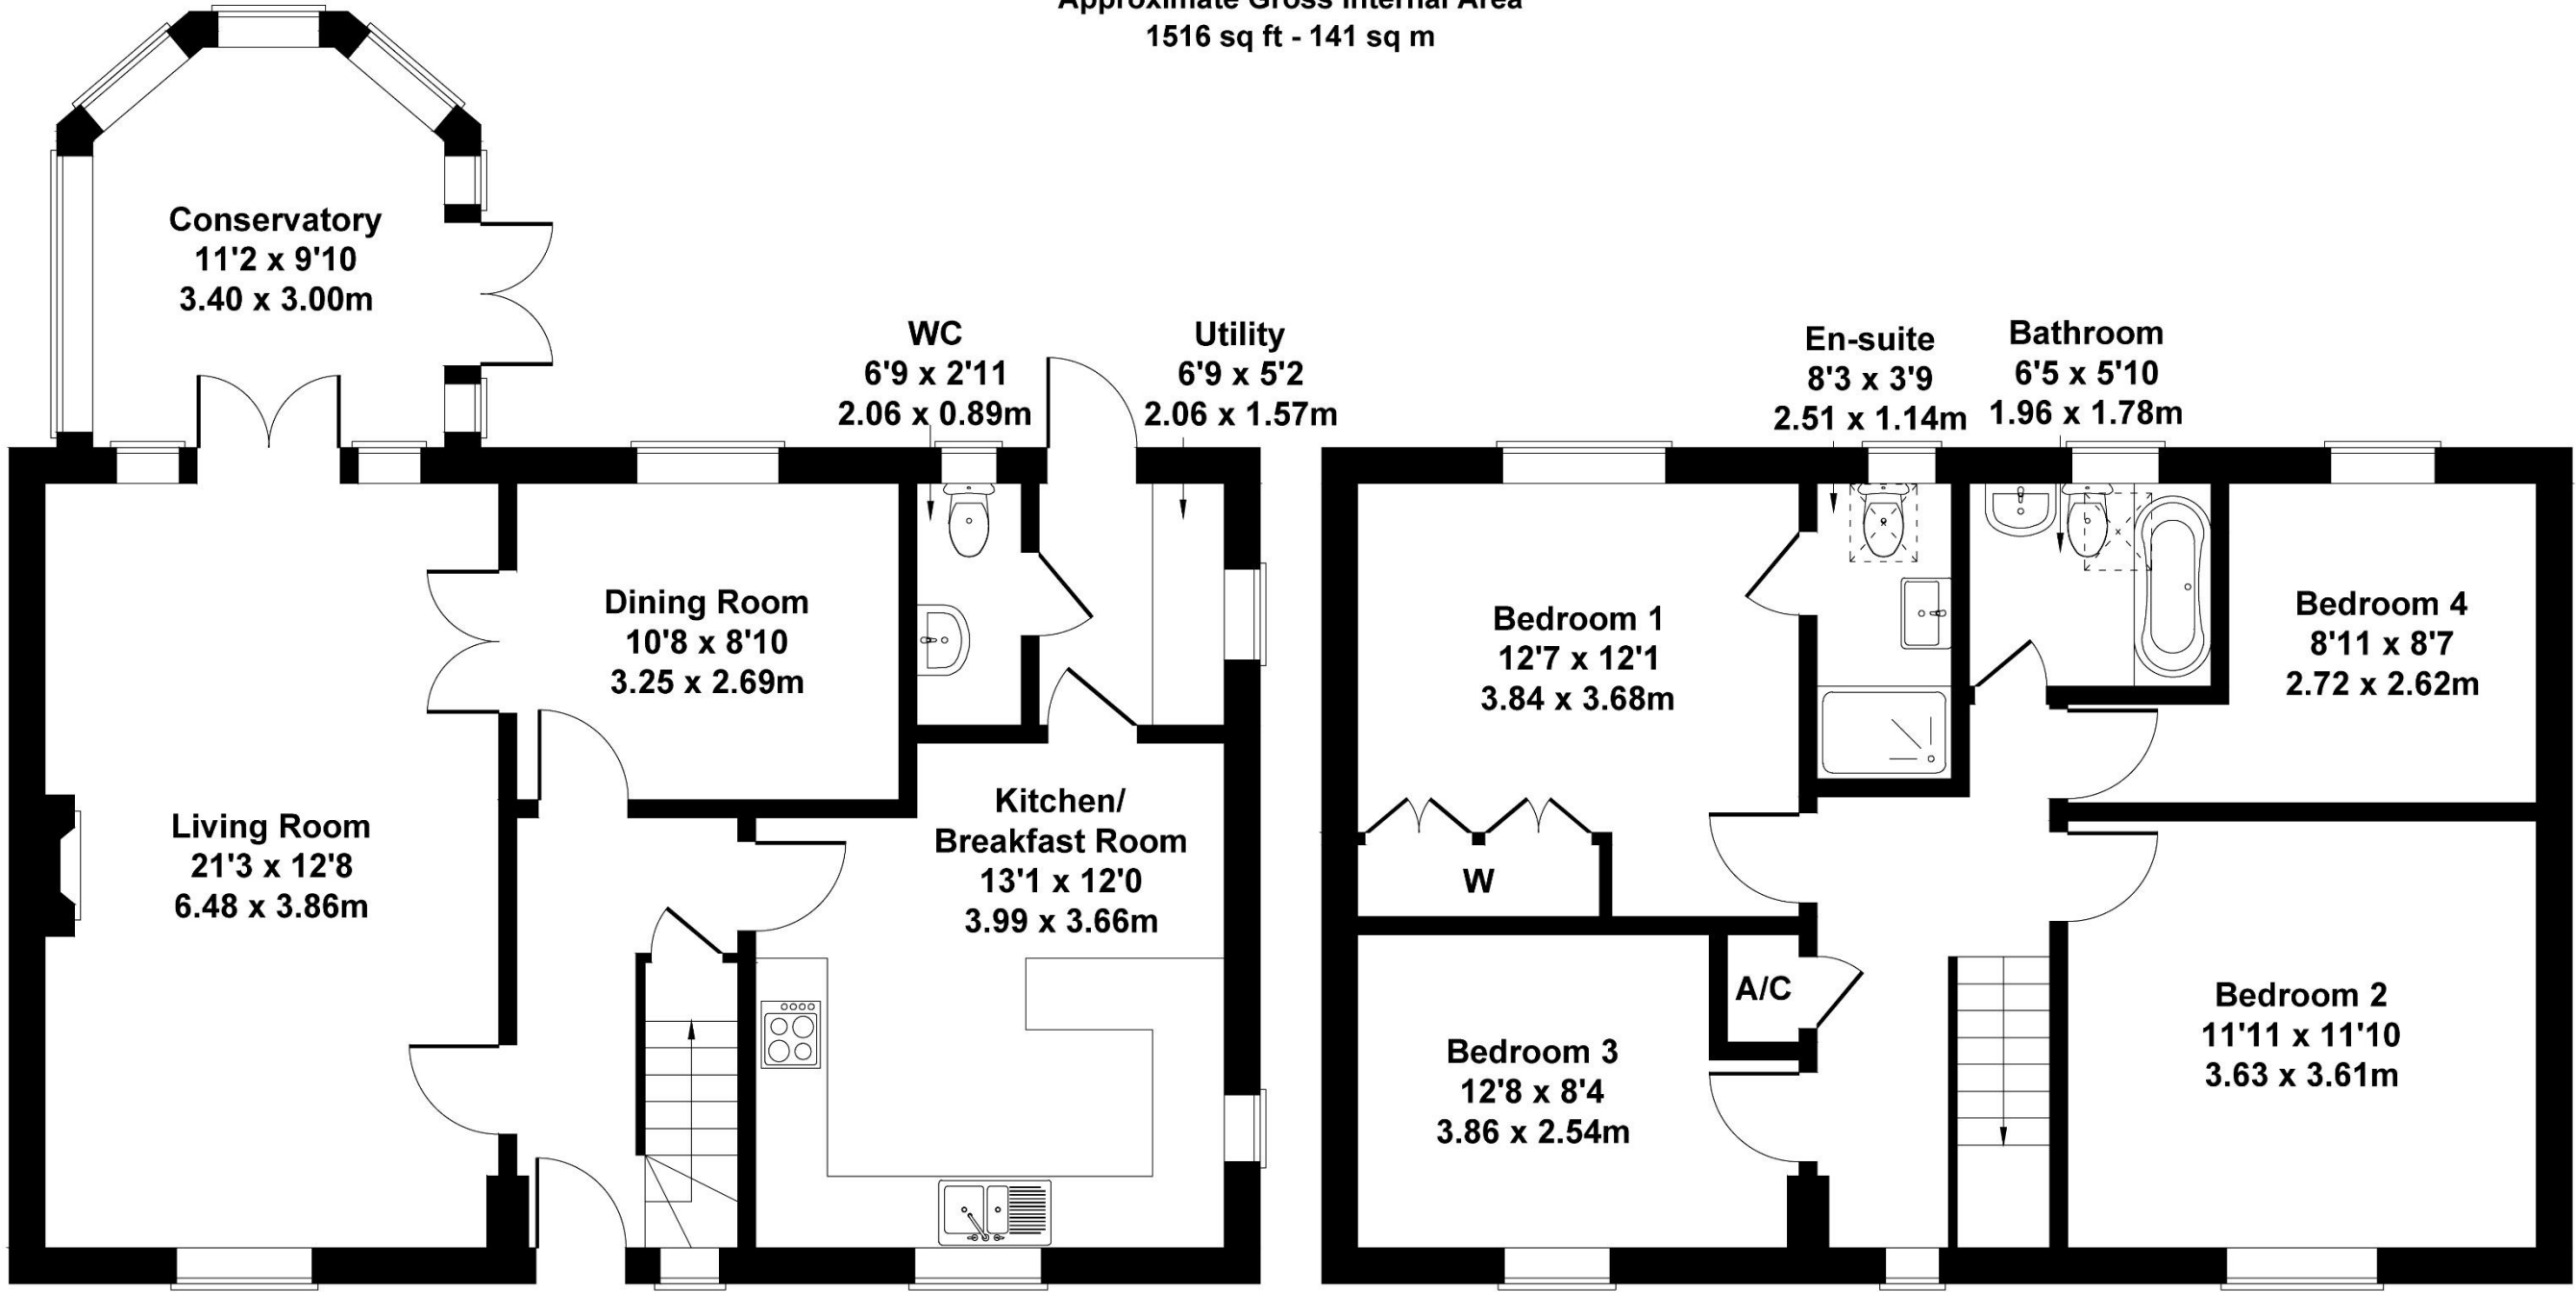 Approximate Gross Internal Area
1516 sq ft - 141 sq m
Conservatory
11'2 x 9'10
3.40 x 3.00m
WC
6'9 x 2'11
2.06 x 0.89m
Utility
6'9 x 5'2
2.06 x 1.57m
En-suite
8'3 x 3'9
2.51 x 1.14m
Bathroom
6'5 x 5'10
1.96 x 1.78m
Dining Room
10'8 x 8'10
3.25 x 2.69m
Living Room
21'3 x 12'8
6.48 x 3.86m
Kitchen/
Breakfast Room
13'1 x 12'0
3.99 x 3.66m
Bedroom 1
12'7 x 12'1
3.84 x 3.68m
Bedroom 4
8'11 x 8'7
2.72 x 2.62m
W
A/C
Bedroom 3
12'8 x 8'4
3.86 x 2.54m
Bedroom 2
11'11 x 11'10
3.63 x 3.61m